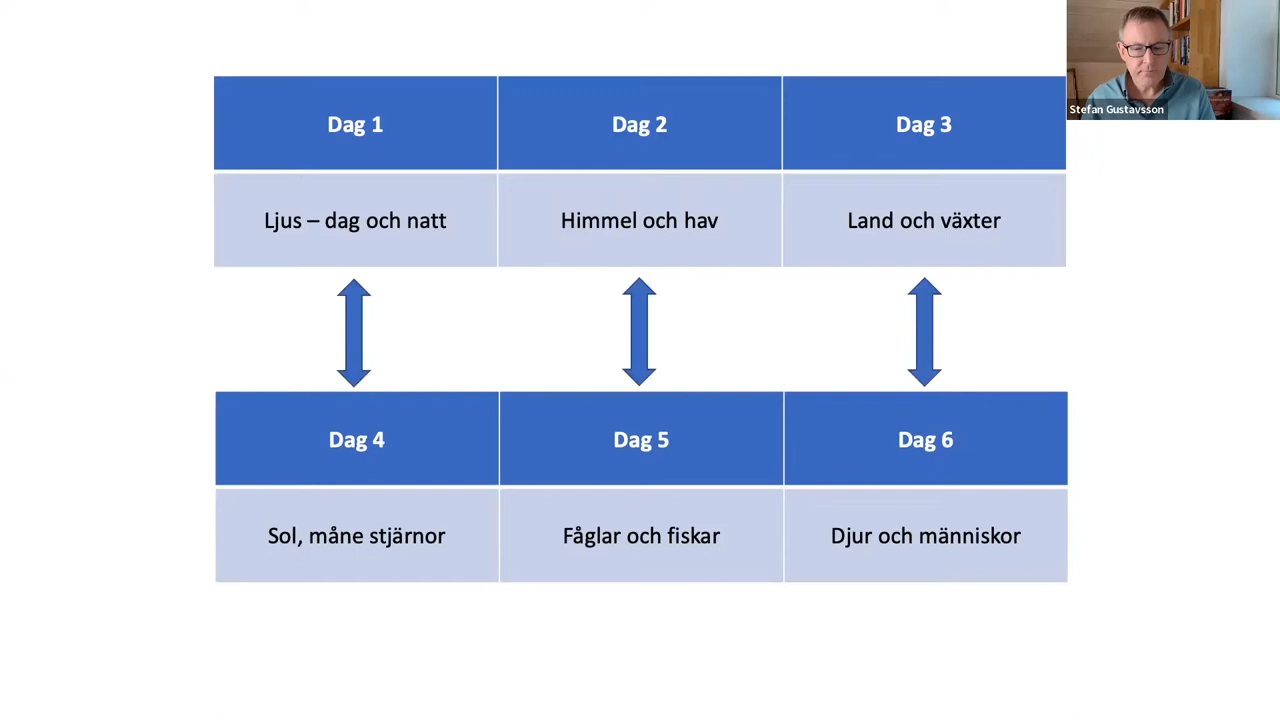 Stefan Gustavsson
Dag 1
Dag 2
Dag 3
Ljus – dag och natt
Himmel och hav
Land och växter
Dag 4
Dag 5
Dag 6
Sol, måne stjärnor
Fåglar och fiskar
Djur och människor